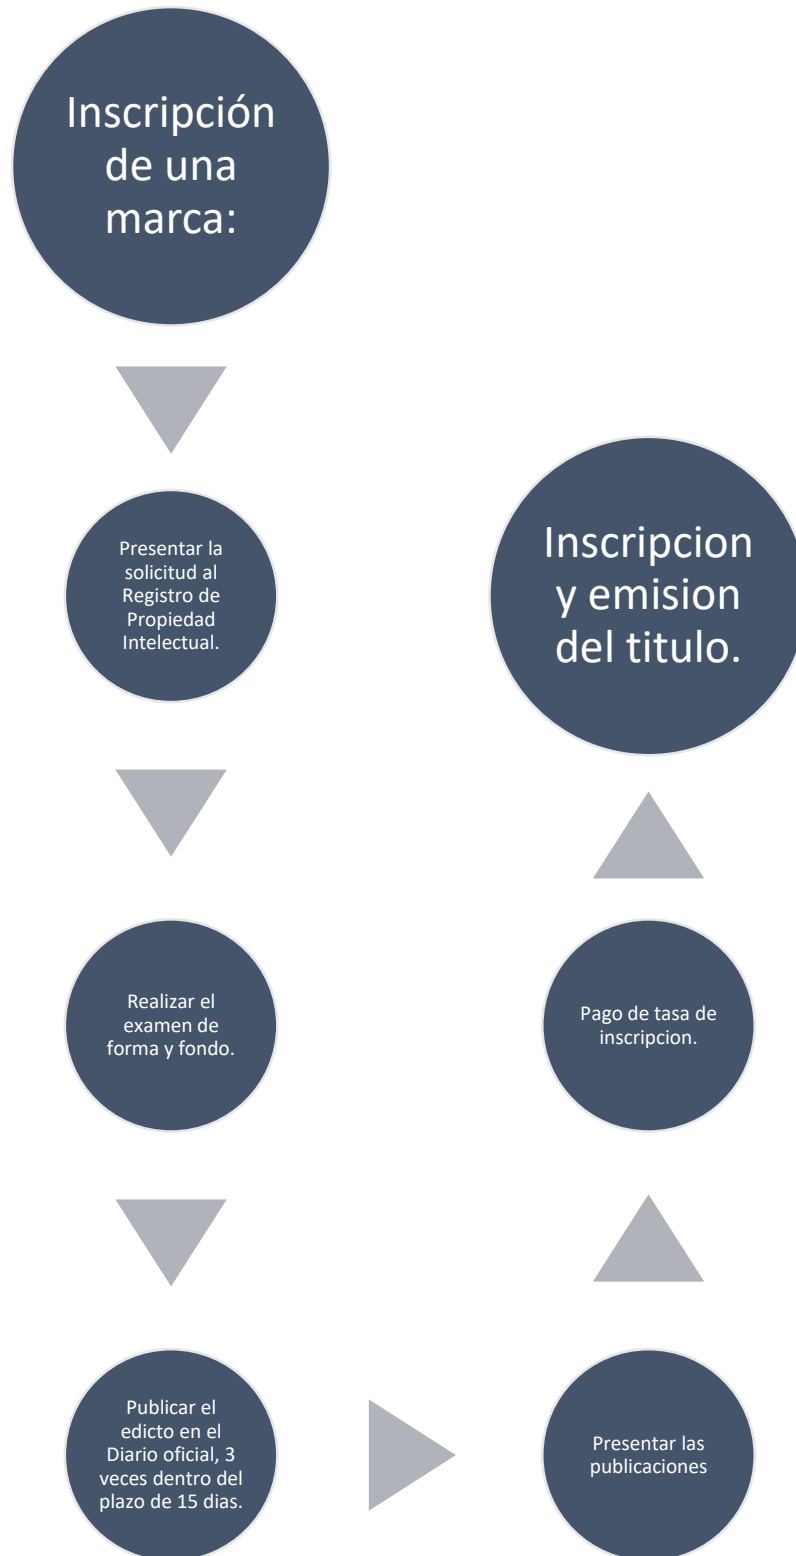 Inscripción
de una
marca:
Presentar la
solicitud al
Registro de
Propiedad
Intelectual.
Realizar el
examen de
forma y fondo.
Publicar el
edicto en el
Diario oficial, 3
veces dentro del
plazo de 15 dias.
Presentar las
publicaciones
Pago de tasa de
inscripcion.
Inscripcion
y emision
del titulo.